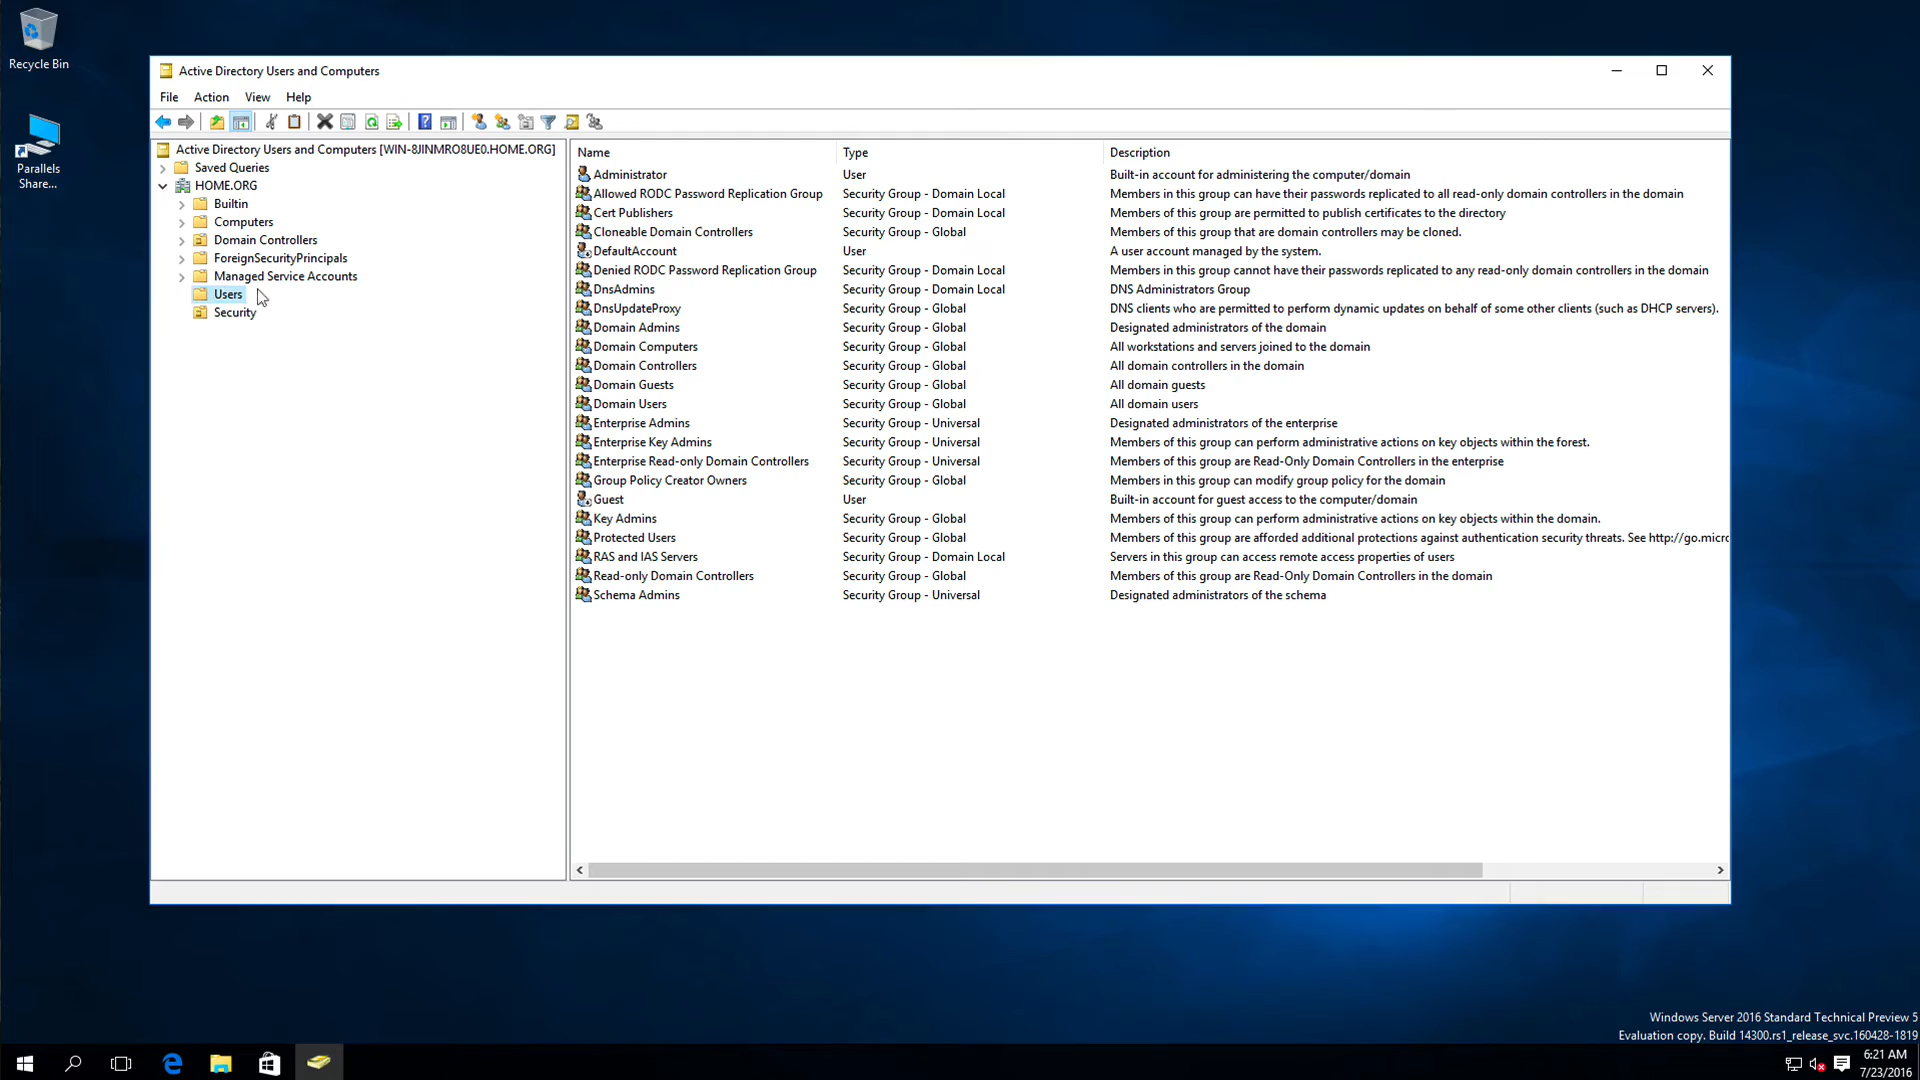 Recycle Bin
Parallels
Share...
Active Directory Users and Computers
File Action View Help
Active Directory Users and Computers [WIN-8JINMRO8UE0.HOME.ORG]
Saved Queries
HOME.ORG
Builtin
Computers
Domain Controllers
ForeignSecurityPrincipals
Managed Service Accounts
Users
Security
Name Type Description
Administrator User Built-in account for administering the computer/domain
Allowed RODC Password Replication Group Security Group - Domain Local Members in this group can have their passwords replicated to all read-only domain controllers in the domain
Cert Publishers Security Group - Domain Local Members of this group are permitted to publish certificates to the directory
Cloneable Domain Controllers Security Group - Global Members of this group that are domain controllers may be cloned.
DefaultAccount User A user account managed by the system.
Denied RODC Password Replication Group Security Group - Domain Local Members in this group cannot have their passwords replicated to any read-only domain controllers in the domain
DnsAdmins Security Group - Domain Local DNS Administrators Group
DnsUpdateProxy Security Group - Global DNS clients who are permitted to perform dynamic updates on behalf of some other clients (such as DHCP servers).
Domain Admins Security Group - Global Designated administrators of the domain
Domain Computers Security Group - Global All workstations and servers joined to the domain
Domain Controllers Security Group - Global All domain controllers in the domain
Domain Guests Security Group - Global All domain guests
Domain Users Security Group - Global All domain users
Enterprise Admins Security Group - Universal Designated administrators of the enterprise
Enterprise Key Admins Security Group - Global Members of this group can perform administrative actions on key objects within the forest.
Enterprise Read-only Domain Controllers Security Group - Universal Members of this group are Read-Only Domain Controllers in the enterprise
Group Policy Creator Owners Security Group - Global Members in this group can modify group policy for the domain
Guest User Built-in account for guest access to the computer/domain
Key Admins Security Group - Global Members of this group can perform administrative actions on key objects within the domain.
Protected Users Security Group - Global Members of this group are afforded additional protections against authentication security threats. See http://go.micro
RAS and IAS Servers Security Group - Domain Local Servers in this group can access remote access properties of users
Read-only Domain Controllers Security Group - Global Members of this group are Read-Only Domain Controllers in the domain
Schema Admins Security Group - Universal Designated administrators of the schema
Windows Server 2016 Standard Technical Preview 5
Evaluation copy. Build 14300.rs1_release_svc.160428-1819
6:21 AM
7/23/2016